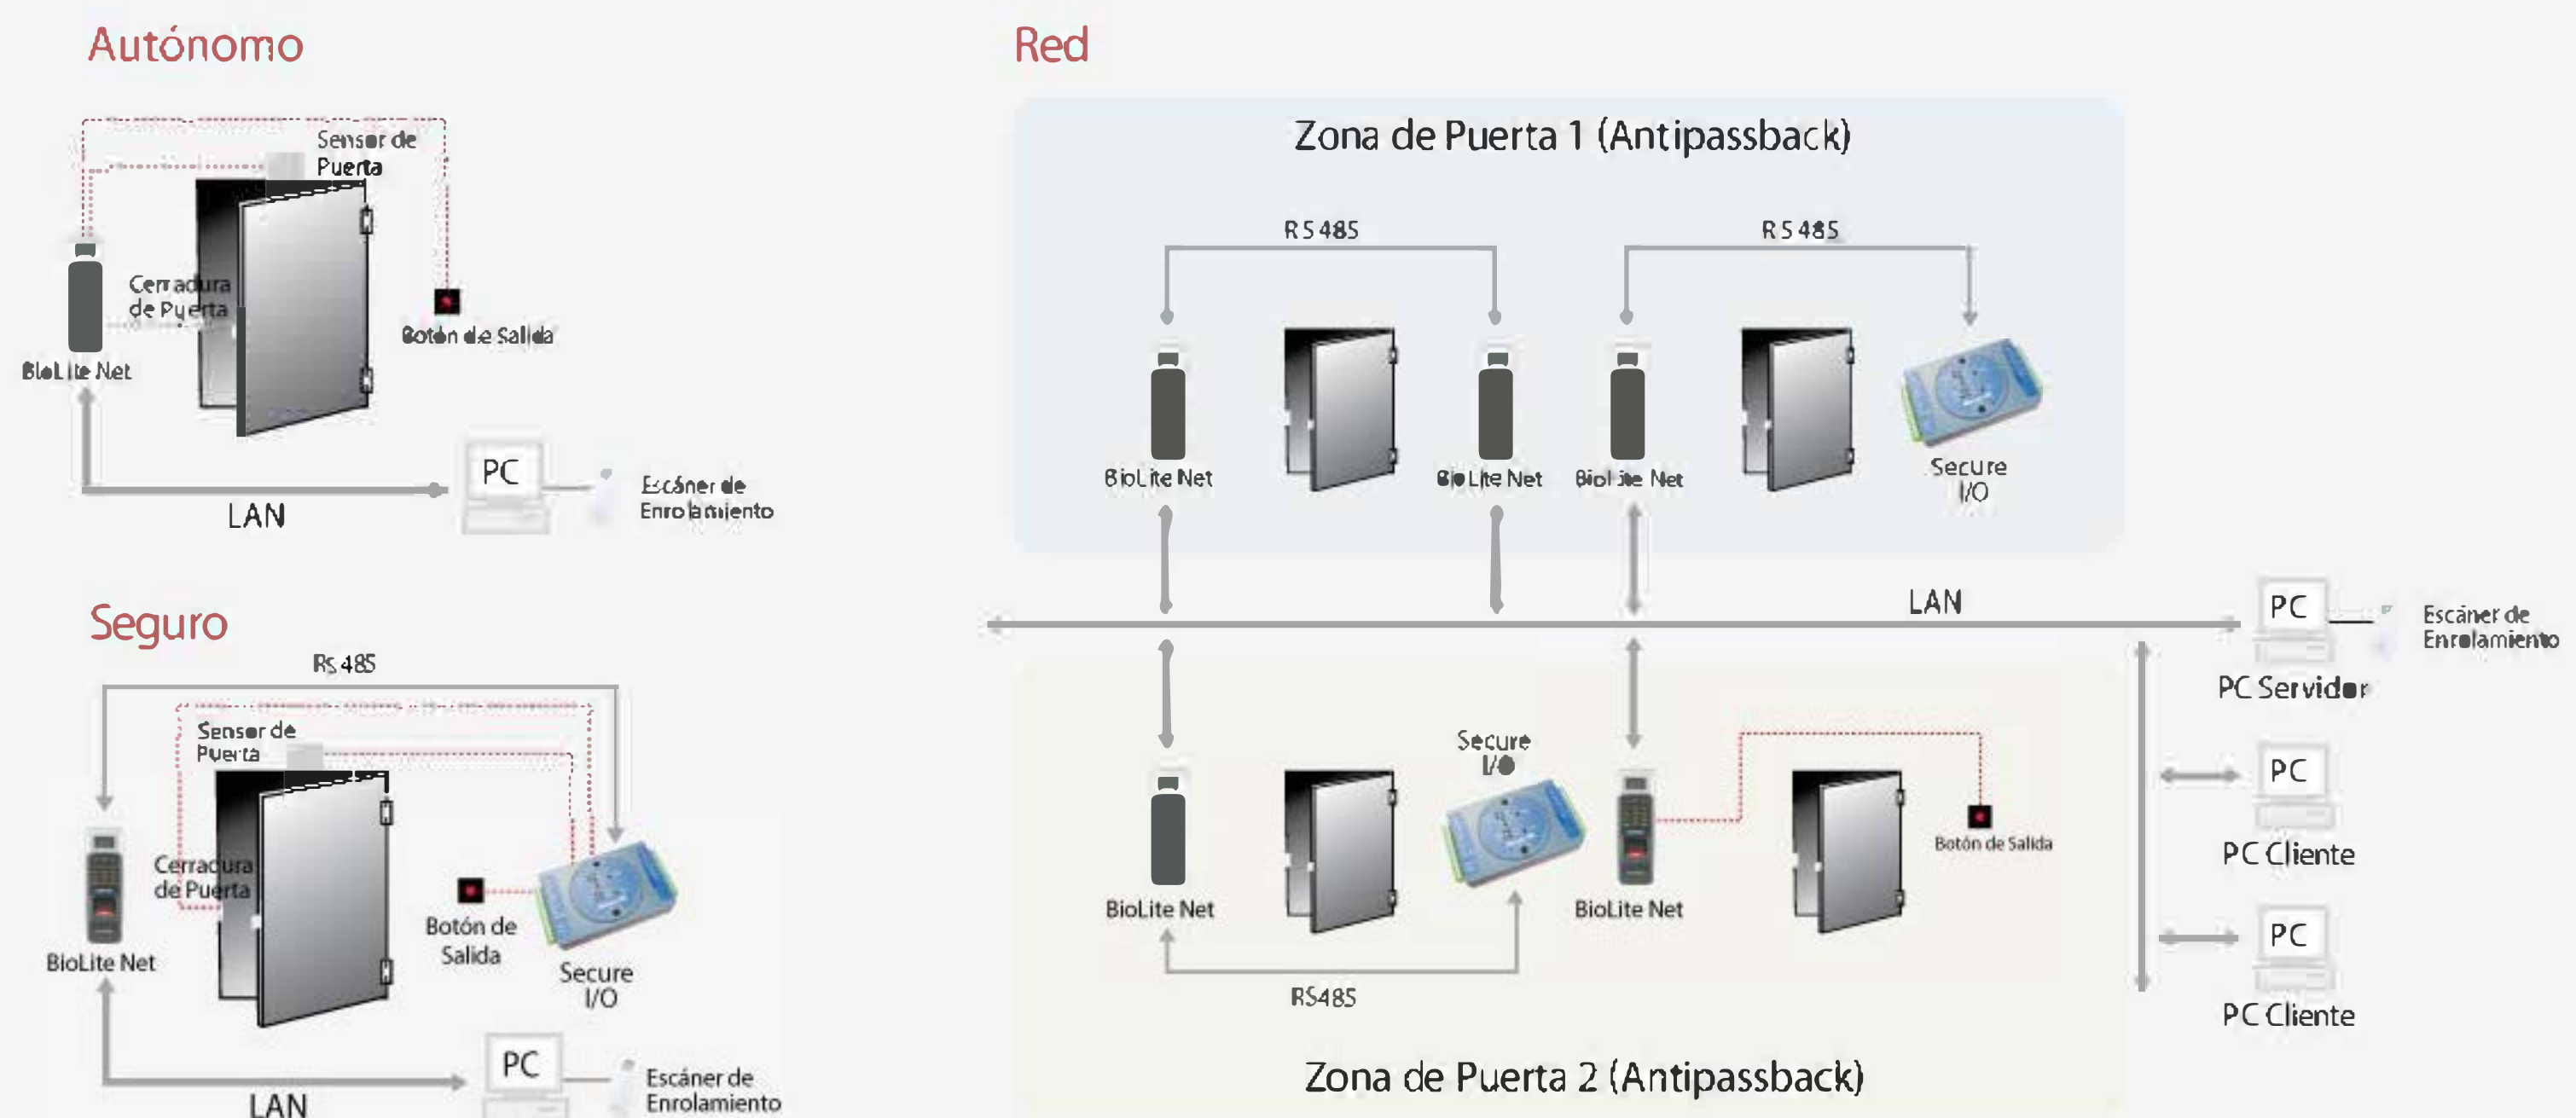 Autónomo
Sensor de
Puerta
Cerradura
de Puerta
Botón de Salida
BioLite Net
PC
Escáner de
Enrolamiento
LAN
Seguro
Rs 485
Sensor de
Puerta
Cerradura
de Puerta
BioLite Net
Botón de
Salida
Secure
I/O
PC
Escáner de
Enrolamiento
LAN
Red
Zona de Puerta 1 (Antipassback)
RS485
RS485
BioLite Net
BioLite Net
BioLite Net
Secure
I/O
LAN
PC
Escáner de
Enrolamiento
PC Servidor
Secure
I/O
BioLite Net
BioLite Net
Botón de Salida
RS485
PC
PC Cliente
PC
PC Cliente
Zona de Puerta 2 (Antipassback)